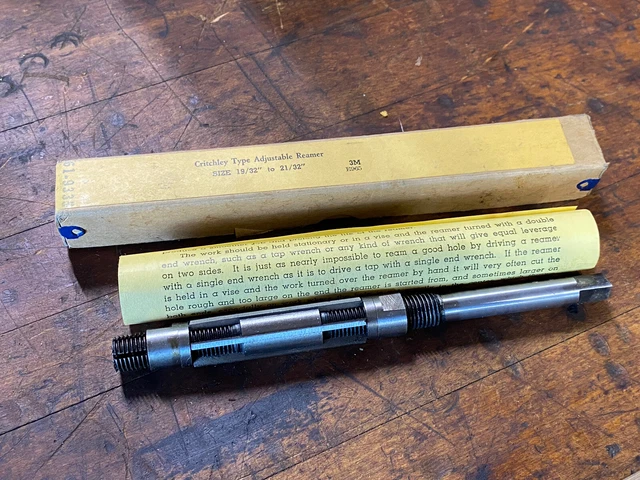 Critchley Type Adjustable Reamer
SIZE 19/32" to 21/32"
3M
The work should be held stationary or in a vise and the reamer turned with a double
end wrench, such as a tap wrench or any kind of wrench that will give equal leverage
on two sides. It is just as nearly impossible to ream a good hole by driving a reamer
with a single end wrench as it is to drive a tap with a single end wrench. If the reamer
is held in a vise and the work turned over the reamer by hand it will very often cut the
hole rough and too large on the end the reamer is started from, and sometimes larger on